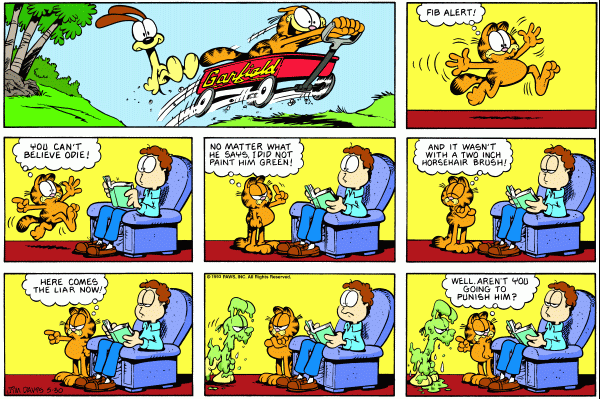 Garfield
FIB ALERT!
YOU CAN'T
BELIEVE ODIE!
NO MATTER WHAT
HE SAYS, I DID NOT
PAINT HIM GREEN!
AND IT WASN'T
WITH A TWO INCH
HORSEHAIR BRUSH!
HERE COMES
THE LIAR NOW!
JIM DAVIS 5-30
© 1993 PAWS, INC. All Rights Reserved.
WELL, AREN'T YOU
GOING TO
PUNISH HIM?